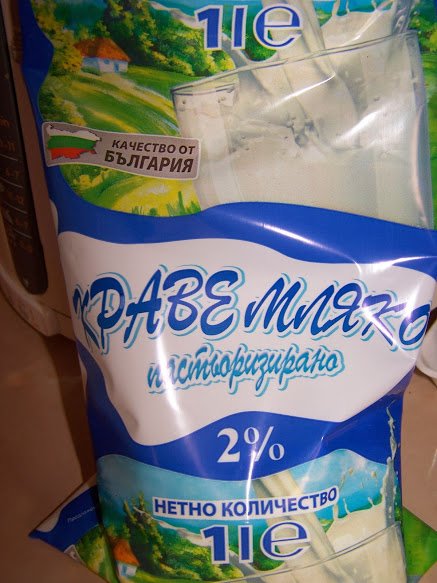 1l℮
КАЧЕСТВО ОТ
БЪЛГАРИЯ
КРАВЕ МЛЯКО
пастьоризирано
2%
НЕТНО КОЛИЧЕСТВО
1l℮